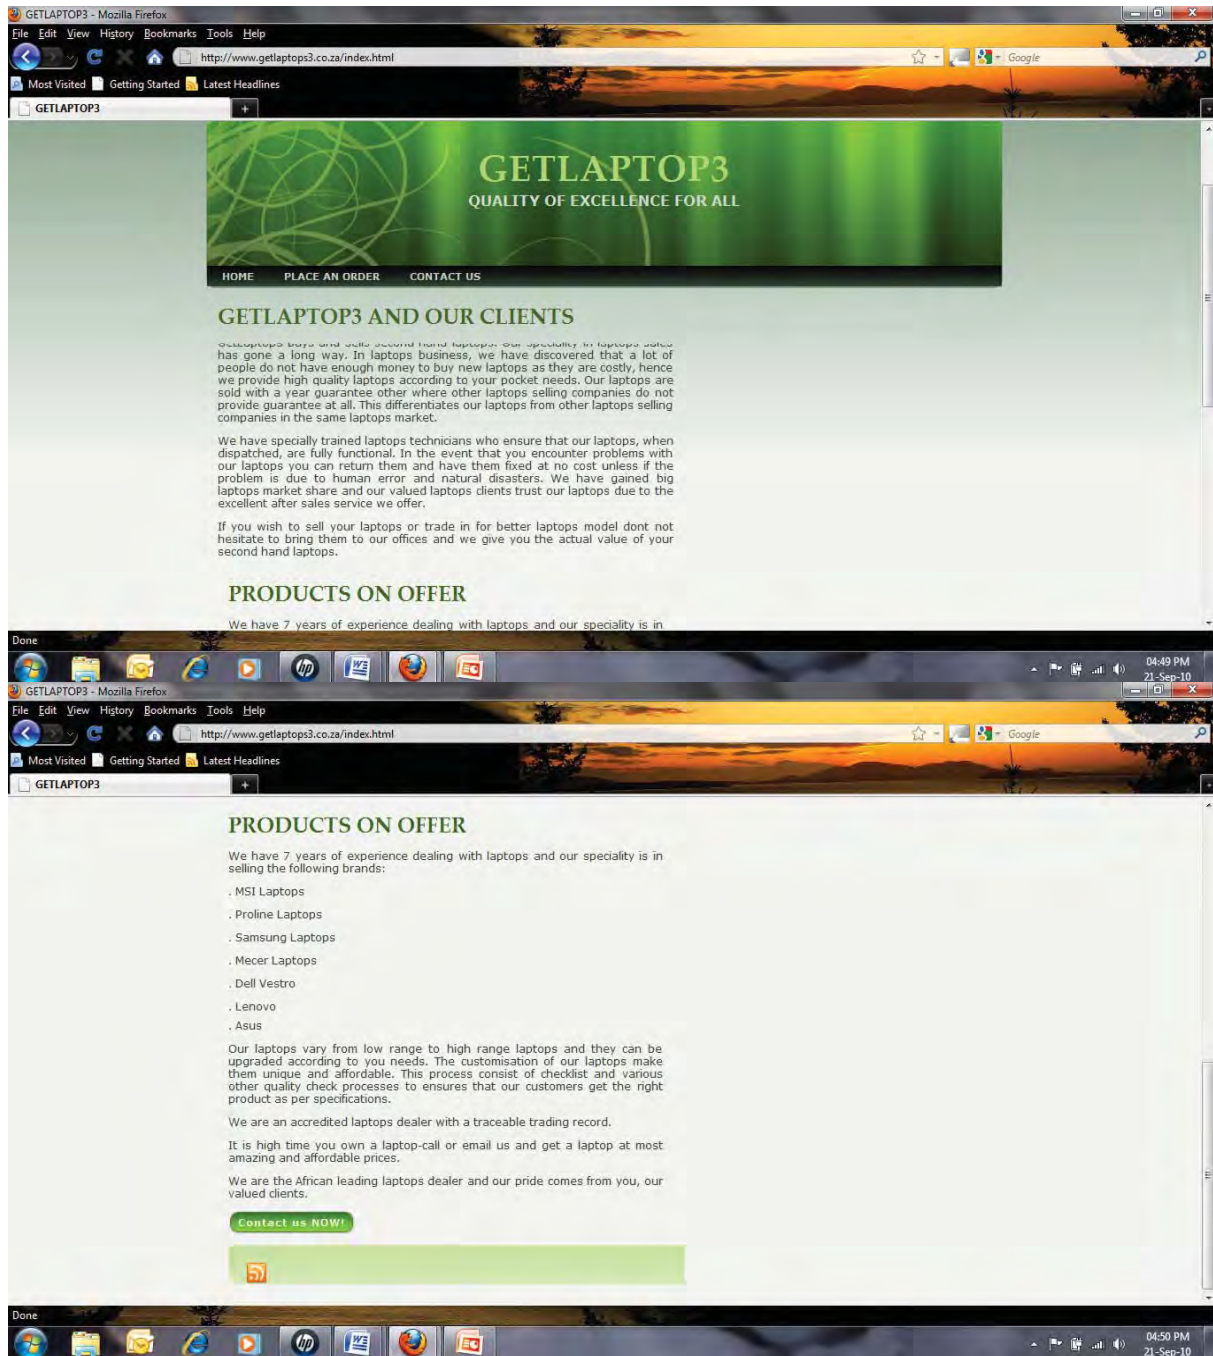 GETLAPTOP3 - Mozilla Firefox
File Edit View History Bookmarks Tools Help
http://www.getlaptops3.co.za/index.html
Google
Most Visited Getting Started Latest Headlines
GETLAPTOP3
GETLAPTOP3
QUALITY OF EXCELLENCE FOR ALL
HOME PLACE AN ORDER CONTACT US
GETLAPTOP3 AND OUR CLIENTS
buys and sells second hand laptops. Our speciality in laptops sales
has gone a long way. In laptops business, we have discovered that a lot of
people do not have enough money to buy new laptops as they are costly, hence
we provide high quality laptops according to your pocket needs. Our laptops are
sold with a year guarantee other where other laptops selling companies do not
provide guarantee at all. This differentiates our laptops from other laptops selling
companies in the same laptops market.
We have specially trained laptops technicians who ensure that our laptops, when
dispatched, are fully functional. In the event that you encounter problems with
our laptops you can return them and have them fixed at no cost unless if the
problem is due to human error and natural disasters. We have gained big
laptops market share and our valued laptops clients trust our laptops due to the
excellent after sales service we offer.
If you wish to sell your laptops or trade in for better laptops model dont not
hesitate to bring them to our offices and we give you the actual value of your
second hand laptops.
PRODUCTS ON OFFER
We have 7 years of experience dealing with laptops and our speciality is in
Done
04:49 PM
21-Sep-10
GETLAPTOP3 - Mozilla Firefox
File Edit View History Bookmarks Tools Help
http://www.getlaptops3.co.za/index.html
Google
Most Visited Getting Started Latest Headlines
GETLAPTOP3
PRODUCTS ON OFFER
We have 7 years of experience dealing with laptops and our speciality is in
selling the following brands:
. MSI Laptops
. Proline Laptops
. Samsung Laptops
. Mecer Laptops
. Dell Vestro
. Lenovo
. Asus
Our laptops vary from low range to high range laptops and they can be
upgraded according to you needs. The customisation of our laptops make
them unique and affordable. This process consist of checklist and various
other quality check processes to ensures that our customers get the right
product as per specifications.
We are an accredited laptops dealer with a traceable trading record.
It is high time you own a laptop-call or email us and get a laptop at most
amazing and affordable prices.
We are the African leading laptops dealer and our pride comes from you, our
valued clients.
Contact us NOW!
Done
04:50 PM
21-Sep-10